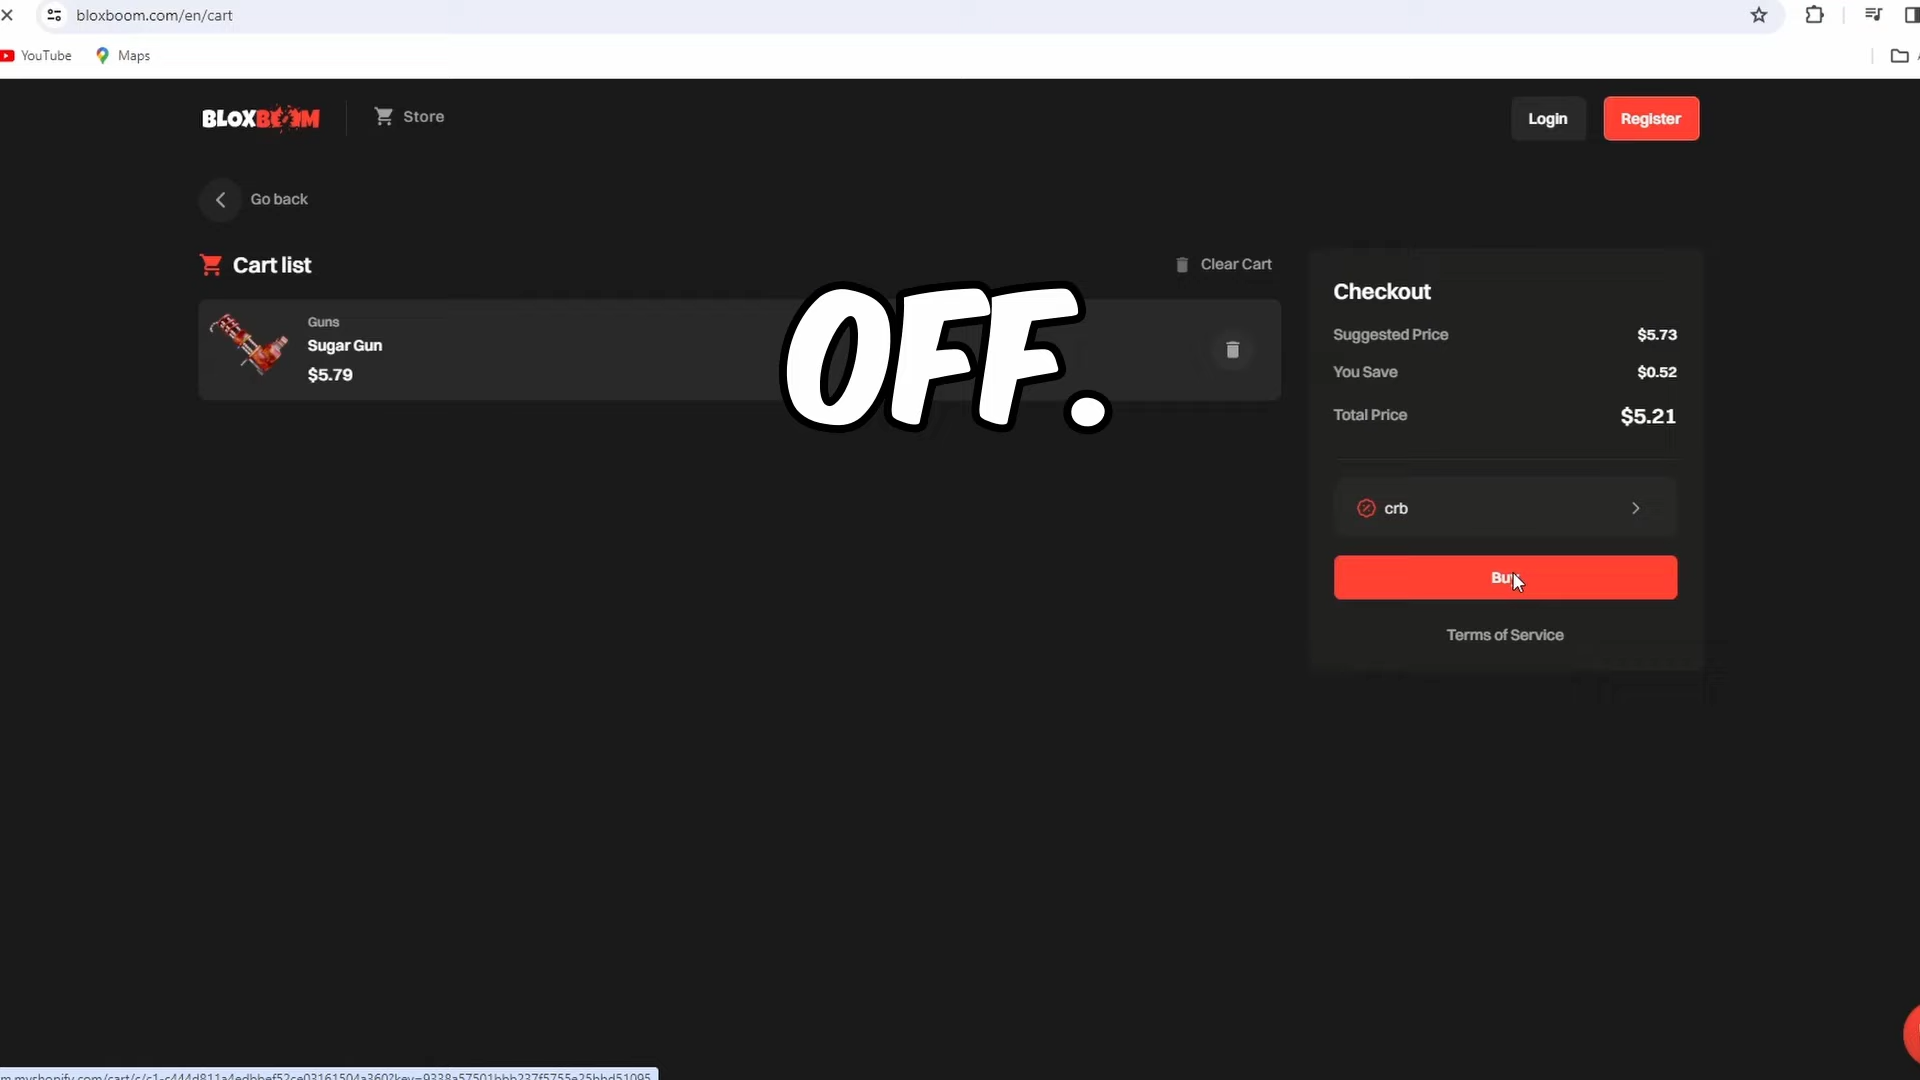 bloxboom.com/en/cart
YouTube Maps
BLOXBOOM Store Login Register
Go back
Cart list
Clear Cart
Guns
Sugar Gun
$5.79
OFF.
Checkout
Suggested Price $5.73
You Save $0.52
Total Price $5.21
crb
Buy
Terms of Service